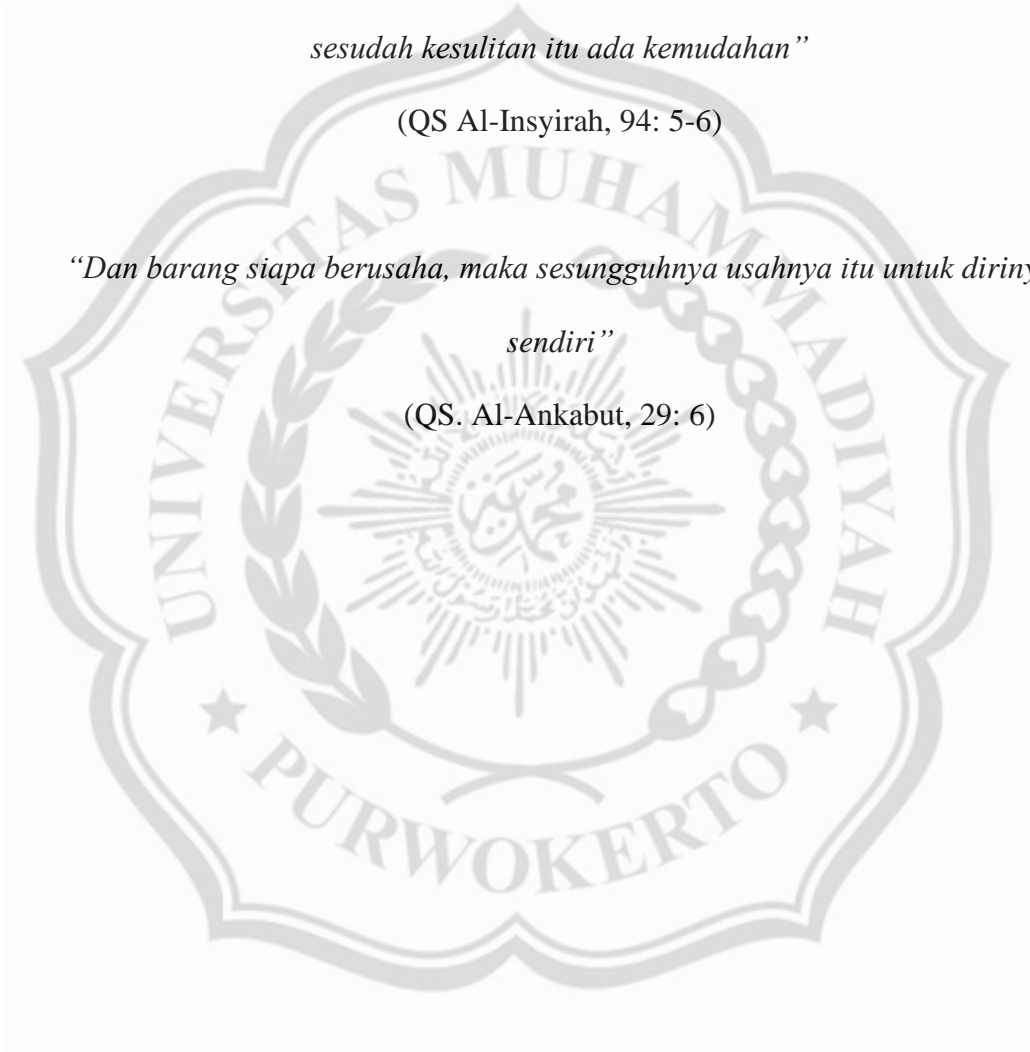 sesudah kesulitan itu ada kemudahan”
(QS Al-Insyirah, 94: 5-6)
“Dan barang siapa berusaha, maka sesungguhnya usahnya itu untuk diriny
sendiri”
(QS. Al-Ankabut, 29: 6)
UNIVERSITAS MUHAMMADIYAH
PURWOKERTO